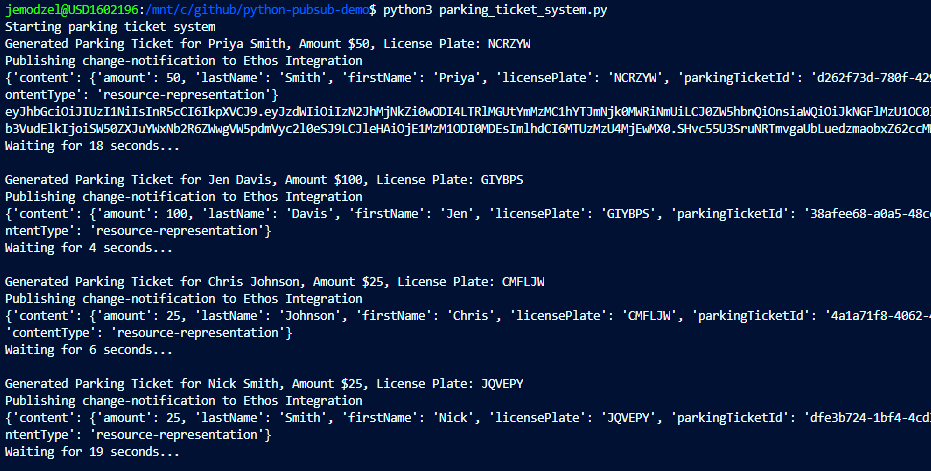 jemodzel@USD1602196:/mnt/c/github/python-pubsub-demo$ python3 parking_ticket_system.py
Starting parking ticket system
Generated Parking Ticket for Priya Smith, Amount $50, License Plate: NCRZYW
Publishing change-notification to Ethos Integration
{'content': {'amount': 50, 'lastName': 'Smith', 'firstName': 'Priya', 'licensePlate': 'NCRZYW', 'parkingTicketId': 'd262f73d-780f-429
ontentType': 'resource-representation'}
Waiting for 18 seconds...
Generated Parking Ticket for Jen Davis, Amount $100, License Plate: GIYBPS
Publishing change-notification to Ethos Integration
{'content': {'amount': 100, 'lastName': 'Davis', 'firstName': 'Jen', 'licensePlate': 'GIYBPS', 'parkingTicketId': '38afee68-a0a5-48c
ntentType': 'resource-representation'}
Waiting for 4 seconds...
Generated Parking Ticket for Chris Johnson, Amount $25, License Plate: CMFLJW
Publishing change-notification to Ethos Integration
{'content': {'amount': 25, 'lastName': 'Johnson', 'firstName': 'Chris', 'licensePlate': 'CMFLJW', 'parkingTicketId': '4a1a71f8-4062-
'contentType': 'resource-representation'}
Waiting for 6 seconds...
Generated Parking Ticket for Nick Smith, Amount $25, License Plate: JQVEPY
Publishing change-notification to Ethos Integration
{'content': {'amount': 25, 'lastName': 'Smith', 'firstName': 'Nick', 'licensePlate': 'JQVEPY', 'parkingTicketId': 'dfe3b724-1bf4-4cd
ntentType': 'resource-representation'}
Waiting for 19 seconds...